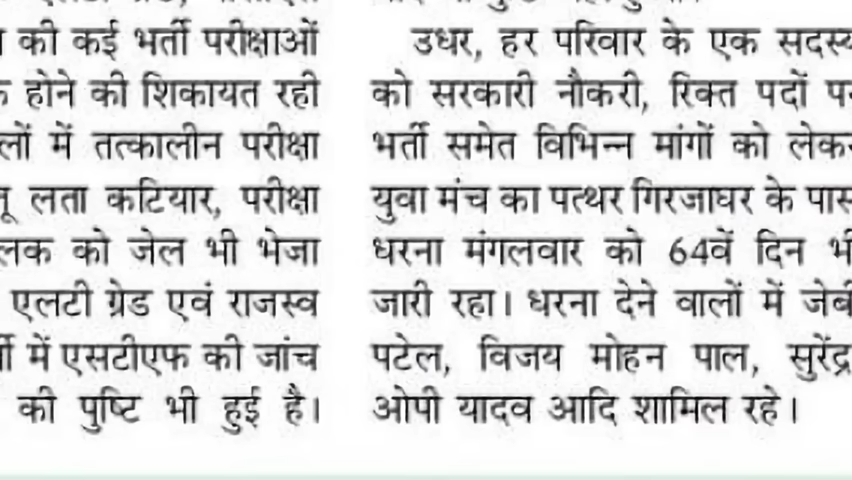 की कई भर्ती परीक्षाओं
होने की शिकायत रही
में तत्कालीन परीक्षा
लता कटियार, परीक्षा
को जेल भी भेजा
एलटी ग्रेड एवं राजस्व
में एसटीएफ की जांच
की पुष्टि भी हुई है।
उधर, हर परिवार के एक सदस्य
को सरकारी नौकरी, रिक्त पदों
भर्ती समेत विभिन्न मांगों को
युवा मंच का पत्थर गिरजाघर के पास
धरना मंगलवार को 64वें दिन भी
जारी रहा। धरना देने वालों में जेबी
पटेल, विजय मोहन पाल, सुरेंद्र
ओपी यादव आदि शामिल रहे।